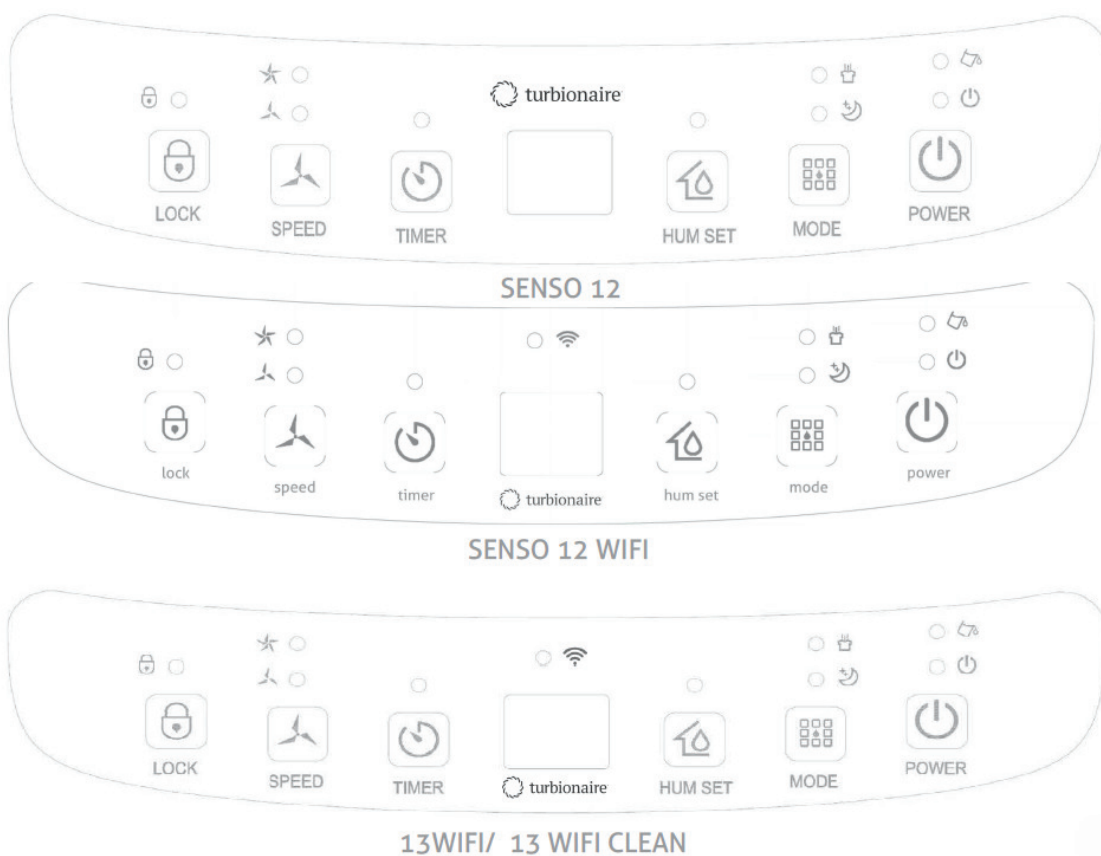 turbionaire
LOCK
SPEED
TIMER
HUM SET
MODE
POWER
SENSO 12
lock
speed
timer
turbionaire
hum set
mode
power
SENSO 12 WIFI
LOCK
SPEED
TIMER
turbionaire
HUM SET
MODE
POWER
13WIFI/ 13 WIFI CLEAN